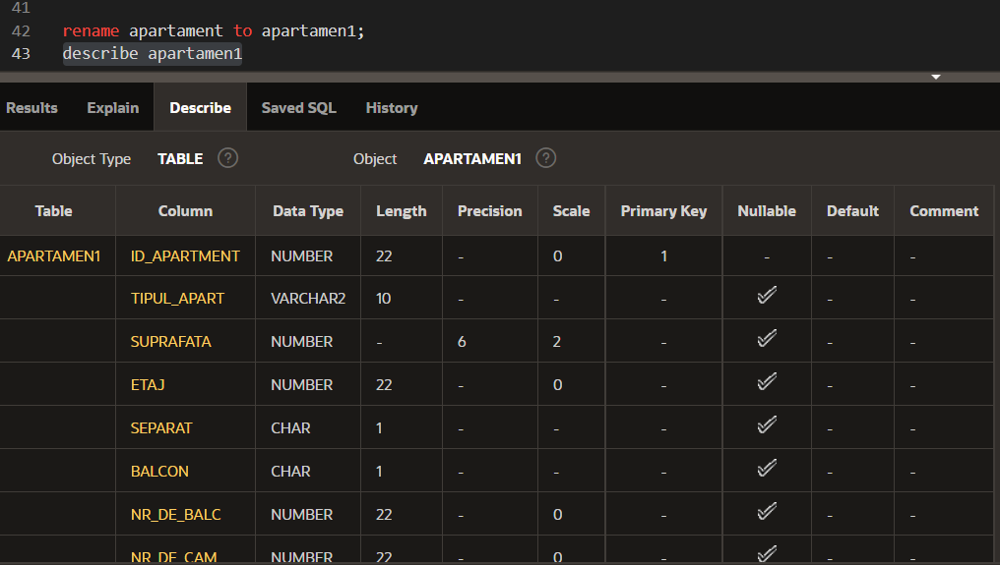 41
42 rename apartament to apartamen1;
43 describe apartamen1
Results Explain Describe Saved SQL History
Object Type TABLE ? Object APARTAMEN1 ?
Table Column Data Type Length Precision Scale Primary Key Nullable Default Comment
APARTAMEN1 ID_APARTMENT NUMBER 22 - 0 1 - - -
TIPUL_APART VARCHAR2 10 - - - ✓ - -
SUPRAFATA NUMBER - 6 2 - ✓ - -
ETAJ NUMBER 22 - 0 - ✓ - -
SEPARAT CHAR 1 - - - ✓ - -
BALCON CHAR 1 - - - ✓ - -
NR_DE_BALC NUMBER 22 - 0 - ✓ - -
NR_DE_CAM NUMBER 22 - 0 - ✓ - -